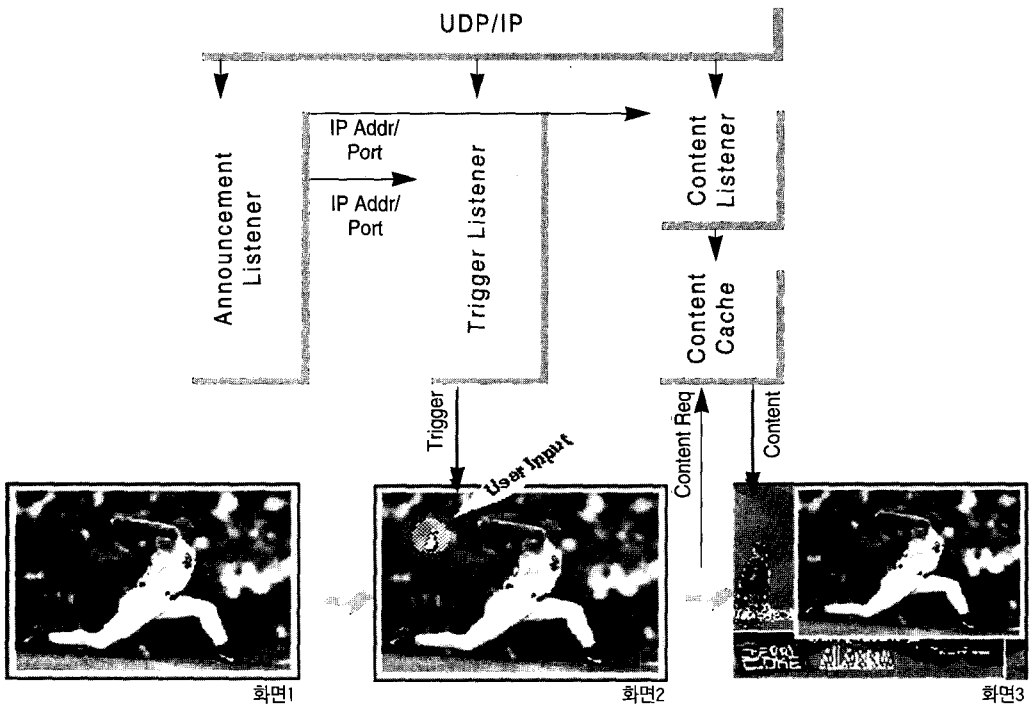 UDP/IP
Announcement
Listener
IP Addr/
Port
IP Addr/
Port
Trigger Listener
Content
Listener
Content
Cache
Trigger
User Input
Content Req
Content
화면1
화면2
화면3